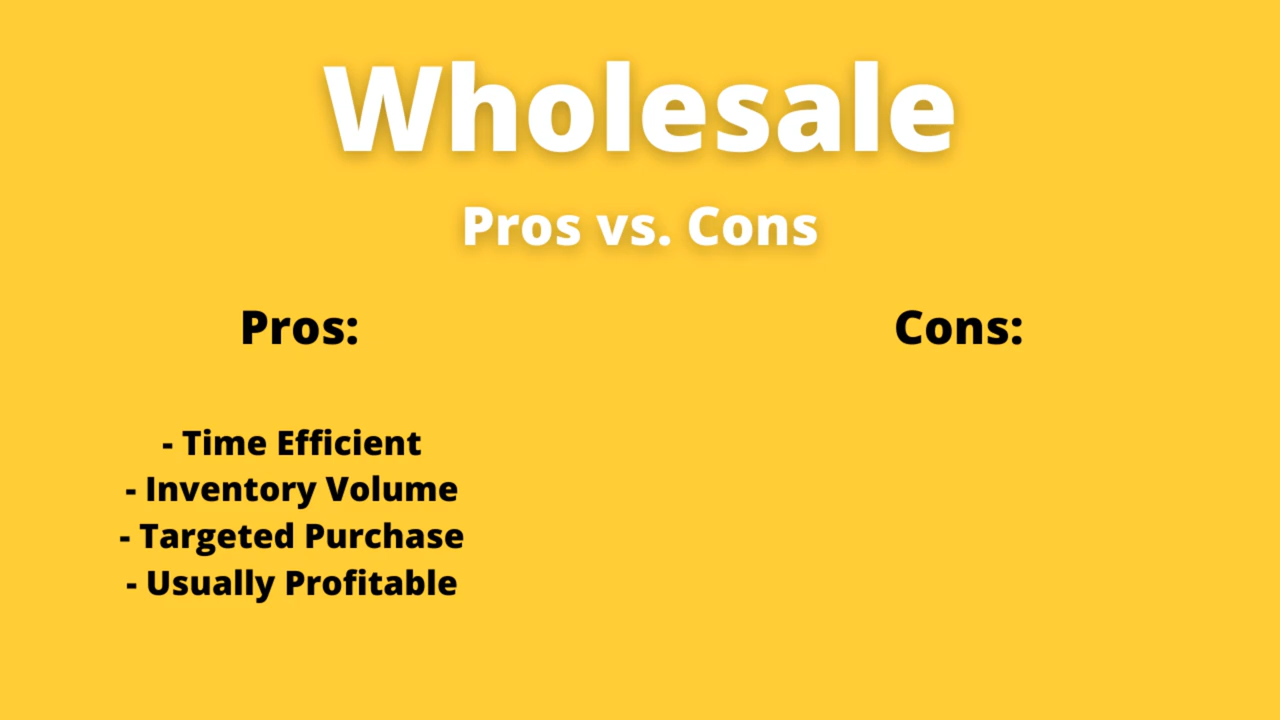 Wholesale
Pros vs. Cons
Pros:
- Time Efficient
- Inventory Volume
- Targeted Purchase
- Usually Profitable
Cons: